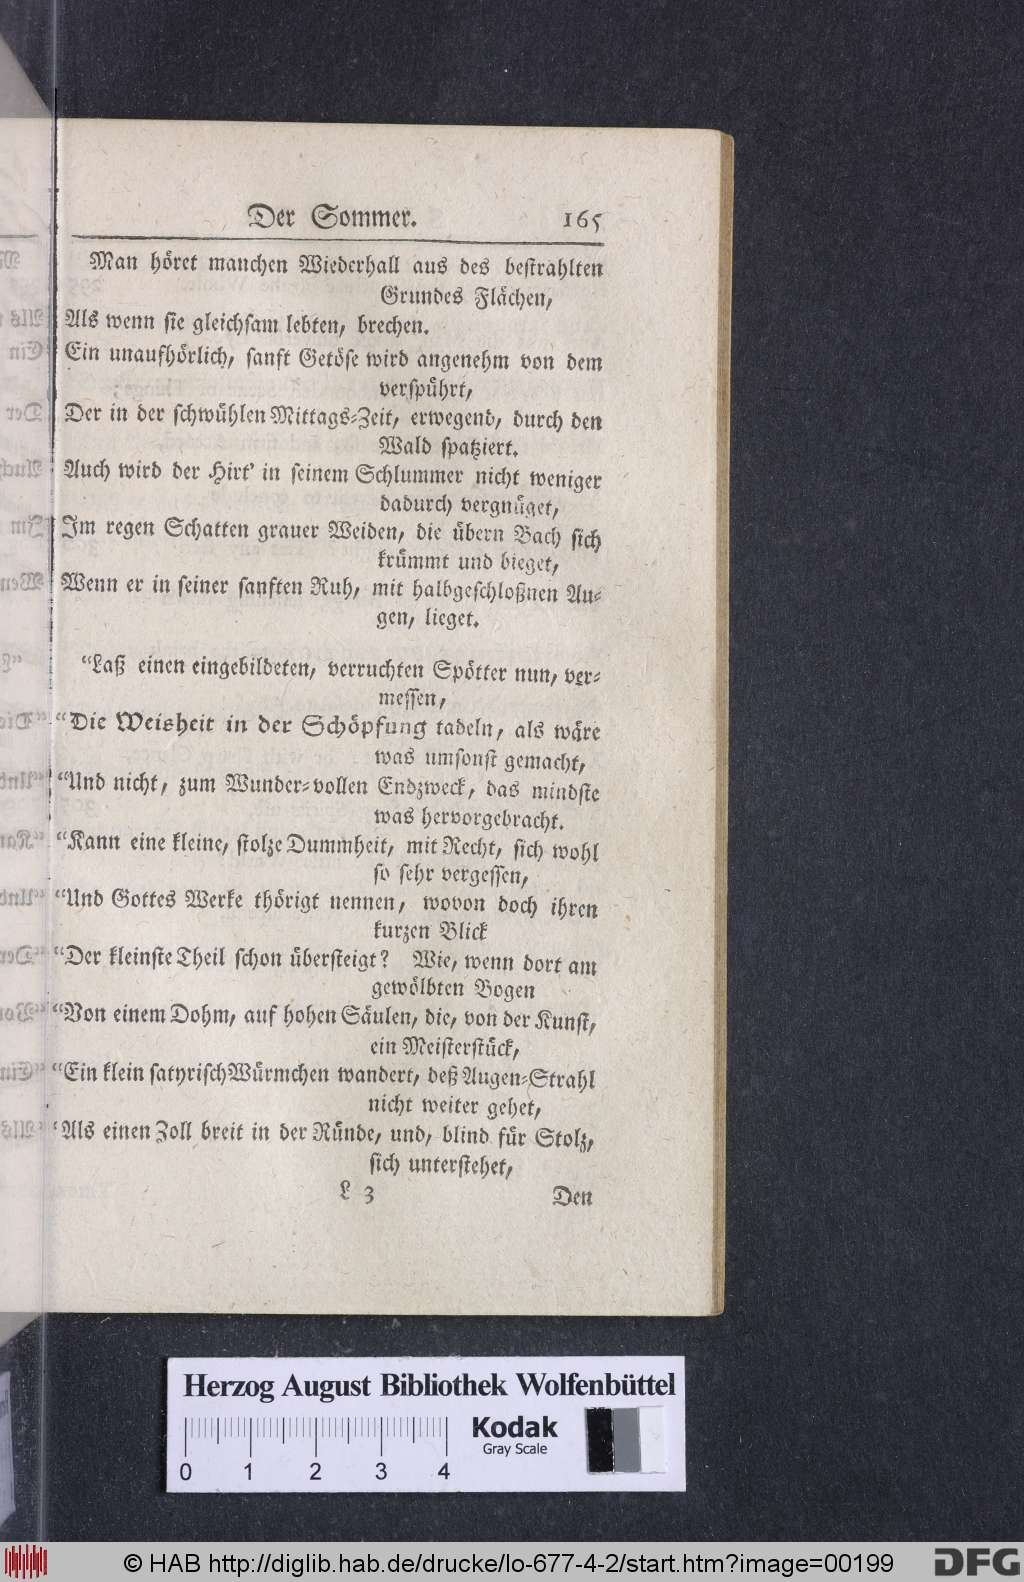 Der Sommer. 165
Man höret manchen Wiederhall aus des bestrahlten
Grundes Flächen,
Als wenn sie gleichsam lebten, brechen.
Ein unaufhörlich, sanft Getöse wird angenehm von dem
verspührt,
Der in der schwühlen Mittags-Zeit, erwegend, durch den
Wald spatziert.
Auch wird der Hirt' in seinem Schlummer nicht weniger
dadurch vergnüget,
Im regen Schatten grauer Weiden, die übern Bach sich
krümmt und bieget,
Wenn er in seiner sanften Ruh, mit halbgeschloßnen Au-
gen, lieget.
“Laß einen eingebildeten, verruchten Spötter nun, ver-
messen,
“Die Weisheit in der Schöpfung tadeln, als wäre
was umsonst gemacht,
“Und nicht, zum Wunder-vollen Endzweck, das mindste
was hervorgebracht.
“Kann eine kleine, stolze Dummheit, mit Recht, sich wohl
so sehr vergessen,
“Und Gottes Werke thörigt nennen, wovon doch ihren
kurzen Blick
“Der kleinste Theil schon übersteigt? Wie, wenn dort am
gewölbten Bogen
“Von einem Dohm, auf hohen Säulen, die, von der Kunst,
ein Meisterstück,
“Ein klein satyrisch Würmchen wandert, deß Augen-Strahl
nicht weiter gehet,
“Als einen Zoll breit in der Ründe, und, blind für Stolz,
sich unterstehet,
L 3 Den
Herzog August Bibliothek Wolfenbüttel
Kodak
Gray Scale
0 1 2 3 4
© HAB http://diglib.hab.de/drucke/lo-677-4-2/start.htm?image=00199
DFG